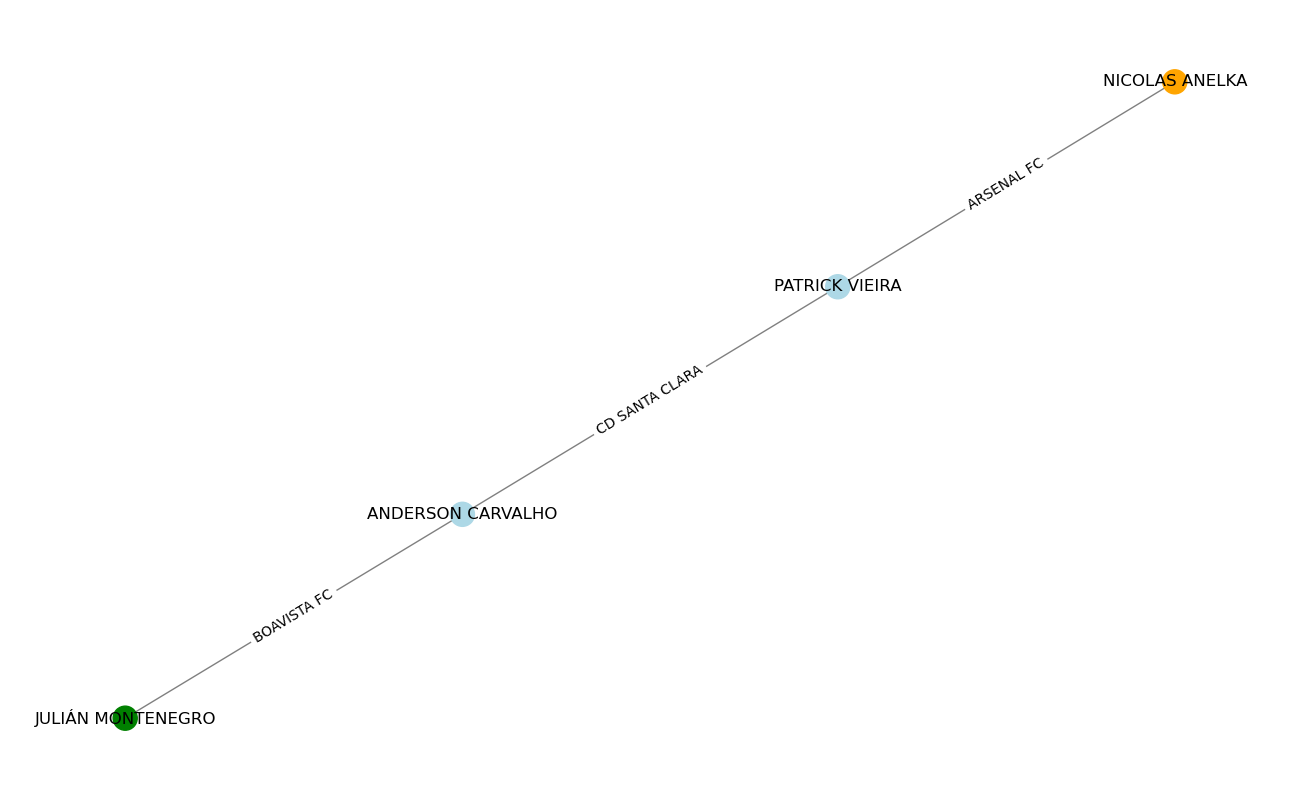 NICOLAS ANELKA
ARSENAL FC
PATRICK VIEIRA
CD SANTA CLARA
ANDERSON CARVALHO
BOAVISTA FC
JULIÁN MONTENEGRO